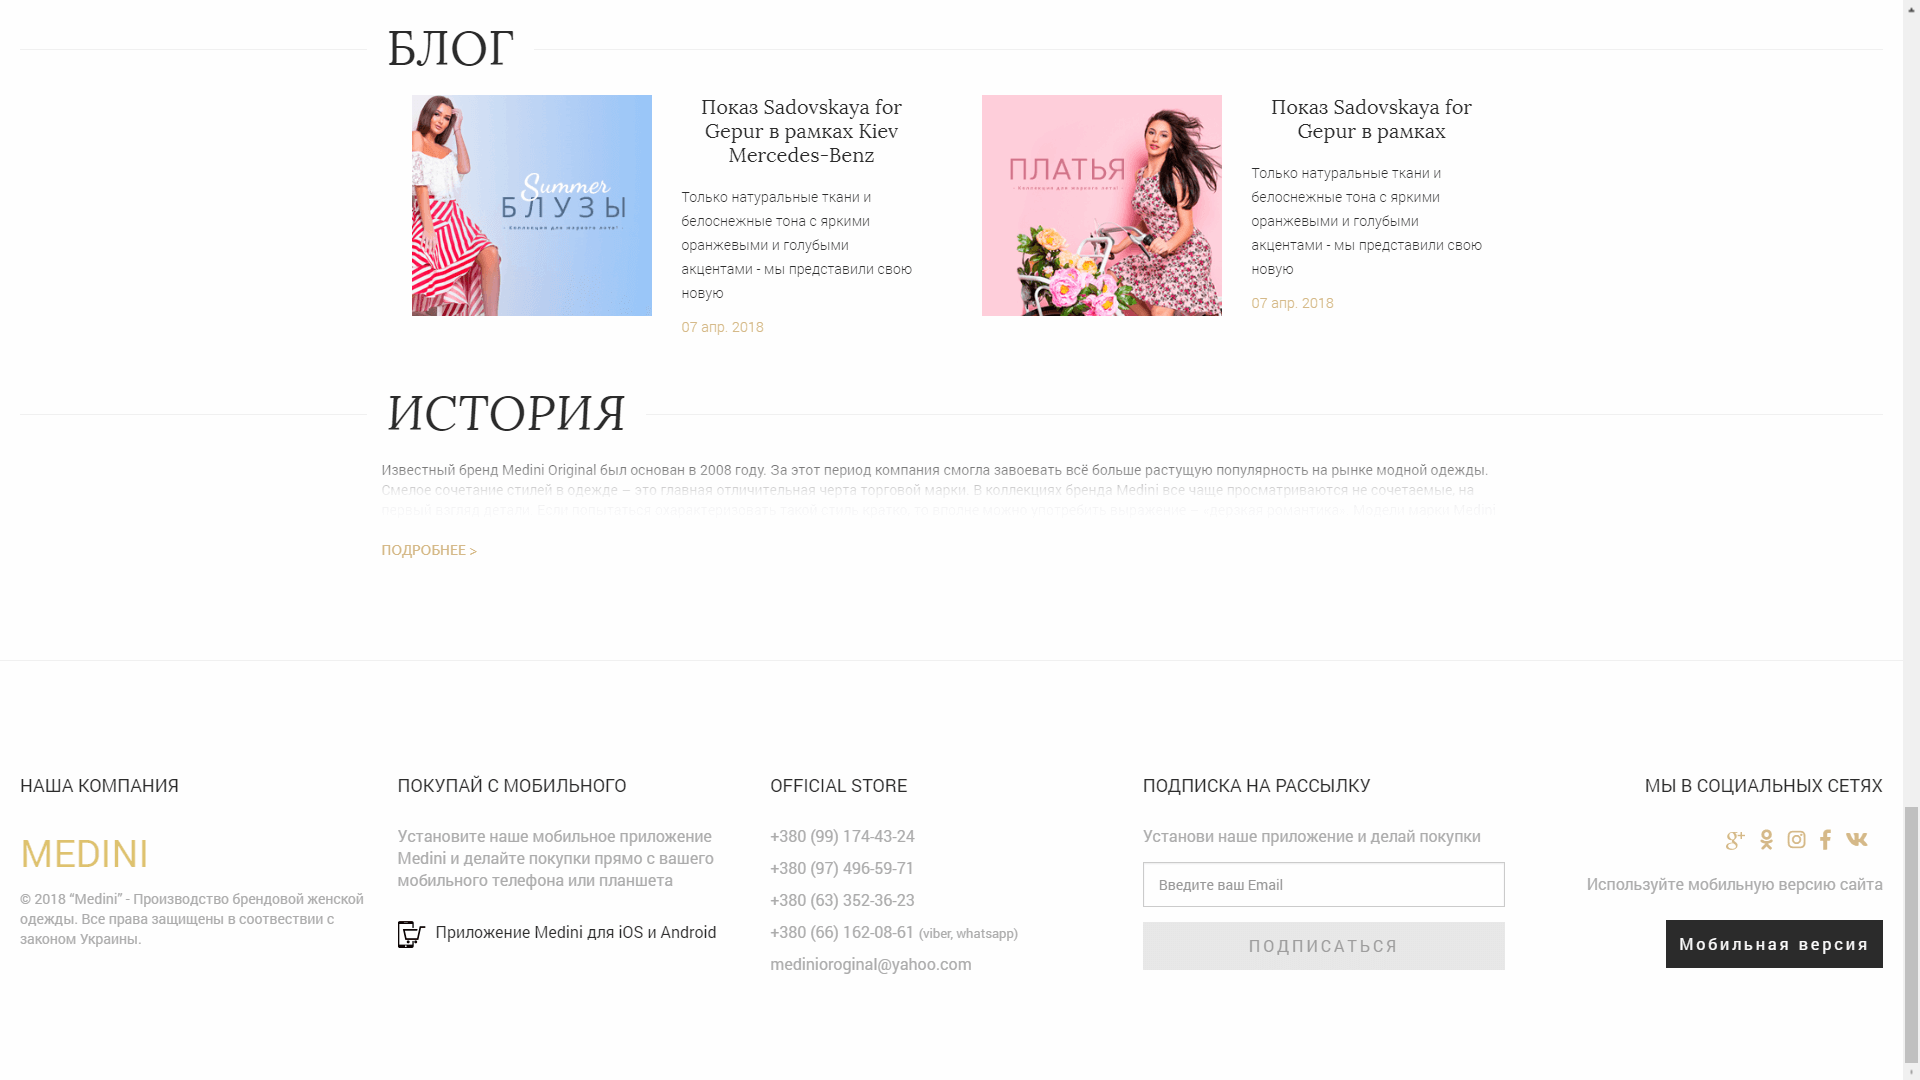 БЛОГ
Summer
БЛУЗЫ
- Коллекция для жаркого лета! -
Показ Sadovskaya for
Gepur в рамках Kiev
Mercedes-Benz
Только натуральные ткани и
белоснежные тона с яркими
оранжевыми и голубыми
акцентами - мы представили свою
новую
07 апр. 2018
ПЛАТЬЯ
- Коллекция для жаркого лета! -
Показ Sadovskaya for
Gepur в рамках
Только натуральные ткани и
белоснежные тона с яркими
оранжевыми и голубыми
акцентами - мы представили свою
новую
07 апр. 2018
ИСТОРИЯ
Известный бренд Medini Original был основан в 2008 году. За этот период компания смогла завоевать всё больше растущую популярность на рынке модной одежды.
Смелое сочетание стилей в одежде – это главная отличительная черта торговой марки. В коллекциях бренда Medini все чаще просматриваются не сочетаемые, на
первый взгляд детали. Если попытаться охарактеризовать такой стиль кратко, то вполне можно употребить выражение – «дерзкая романтика». Модели марки Medini
ПОДРОБНЕЕ >
НАША КОМПАНИЯ
MEDINI
© 2018 “Medini” - Производство брендовой женской
одежды. Все права защищены в соотвествии с
законом Украины.
ПОКУПАЙ С МОБИЛЬНОГО
Установите наше мобильное приложение
Medini и делайте покупки прямо с вашего
мобильного телефона или планшета
Приложение Medini для iOS и Android
OFFICIAL STORE
+380 (99) 174-43-24
+380 (97) 496-59-71
+380 (63) 352-36-23
+380 (66) 162-08-61 (viber, whatsapp)
medinioroginal@yahoo.com
ПОДПИСКА НА РАССЫЛКУ
Установи наше приложение и делай покупки
Введите ваш Email
ПОДПИСАТЬСЯ
МЫ В СОЦИАЛЬНЫХ СЕТЯХ
Используйте мобильную версию сайта
Мобильная версия